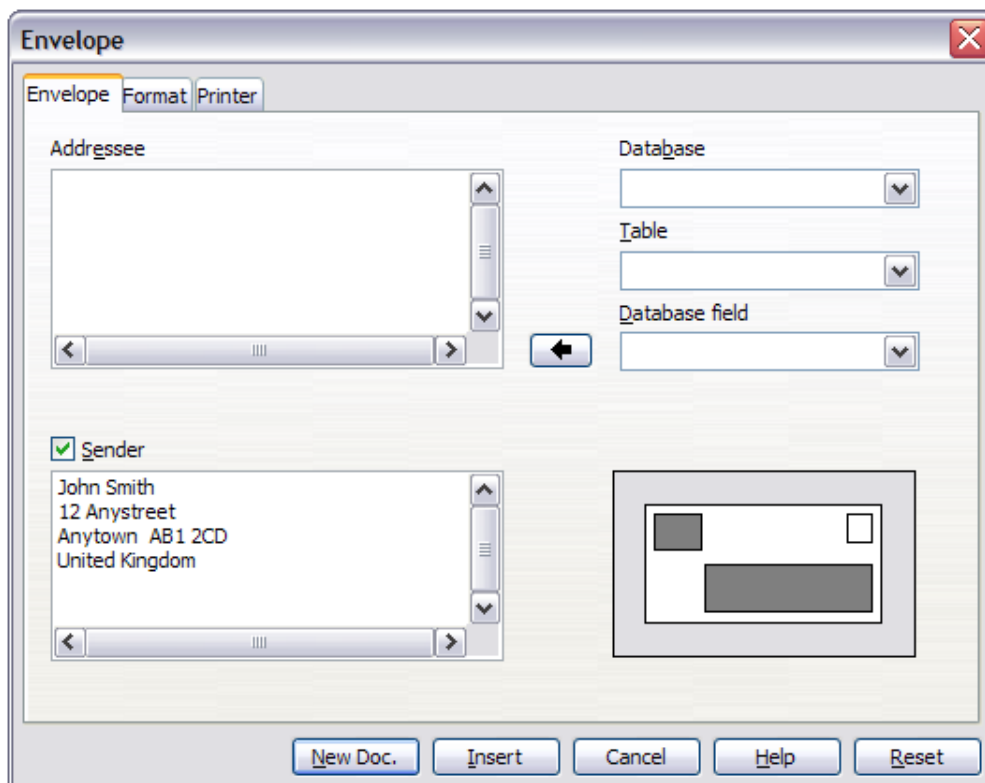 Envelope
Envelope Format Printer
Addressee
Database
Table
Database field
Sender
John Smith
12 Anystreet
Anytown  AB1 2CD
United Kingdom
New Doc. Insert Cancel Help Reset